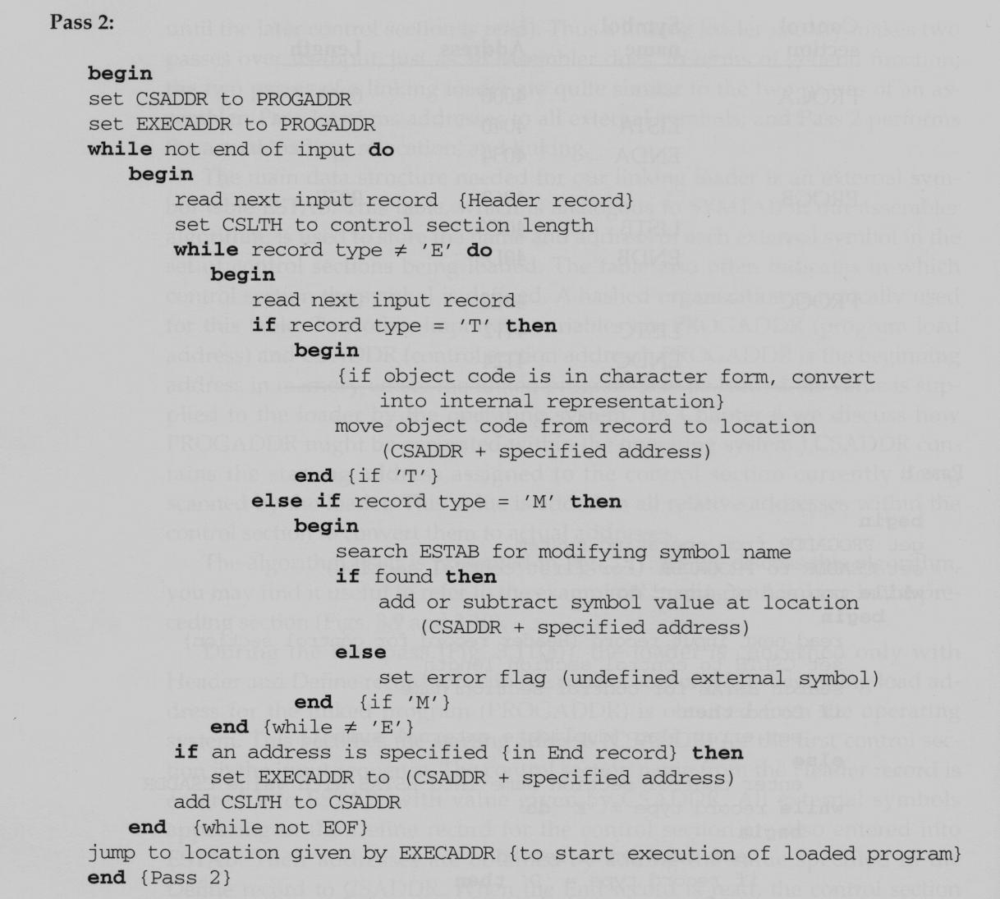 Pass 2:
begin
set CSADDR to PROGADDR
set EXECADDR to PROGADDR
while not end of input do
begin
read next input record {Header record}
set CSLTH to control section length
while record type ≠ 'E' do
begin
read next input record
if record type = 'T' then
begin
{if object code is in character form, convert
into internal representation}
move object code from record to location
(CSADDR + specified address)
end {if 'T'}
else if record type = 'M' then
begin
search ESTAB for modifying symbol name
if found then
add or subtract symbol value at location
(CSADDR + specified address)
else
set error flag (undefined external symbol)
end {if 'M'}
end {while ≠ 'E'}
if an address is specified {in End record} then
set EXECADDR to (CSADDR + specified address)
add CSLTH to CSADDR
end {while not EOF}
jump to location given by EXECADDR {to start execution of loaded program}
end {Pass 2}